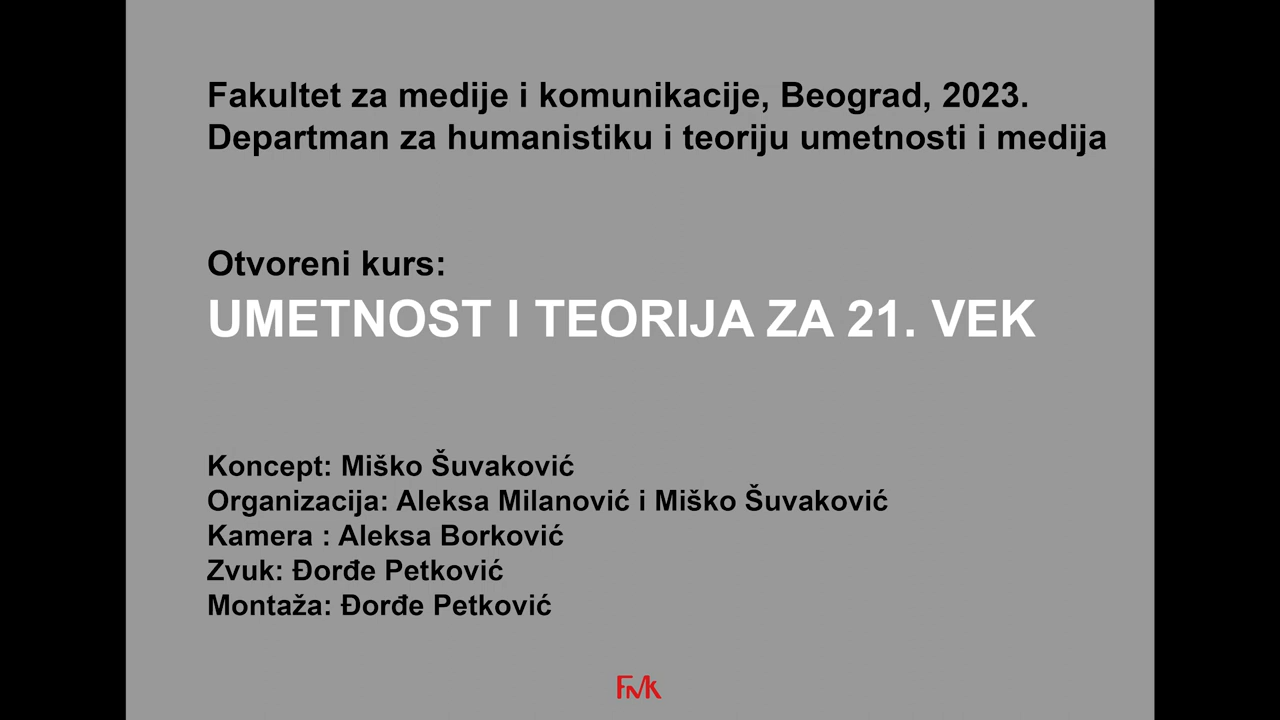 Fakultet za medije i komunikacije, Beograd, 2023.
Departman za humanistiku i teoriju umetnosti i medija
Otvoreni kurs:
UMETNOST I TEORIJA ZA 21. VEK
Koncept: Miško Šuvaković
Organizacija: Aleksa Milanović i Miško Šuvaković
Kamera : Aleksa Borković
Zvuk: Đorđe Petković
Montaža: Đorđe Petković
FMK